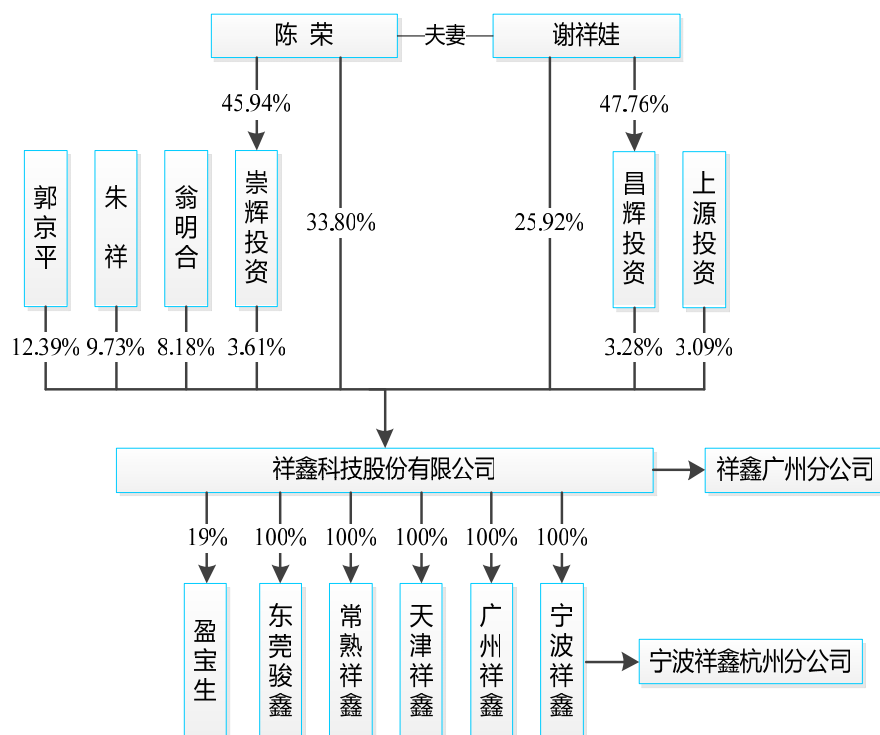 陈 荣
夫妻
谢祥娃
45.94%
47.76%
郭京平
朱 祥
翁明合
崇辉投资
33.80%
25.92%
昌辉投资
上源投资
12.39%
9.73%
8.18%
3.61%
3.28%
3.09%
祥鑫科技股份有限公司
祥鑫广州分公司
19%
100%
100%
100%
100%
100%
盈宝生
东莞骏鑫
常熟祥鑫
天津祥鑫
广州祥鑫
宁波祥鑫
宁波祥鑫杭州分公司